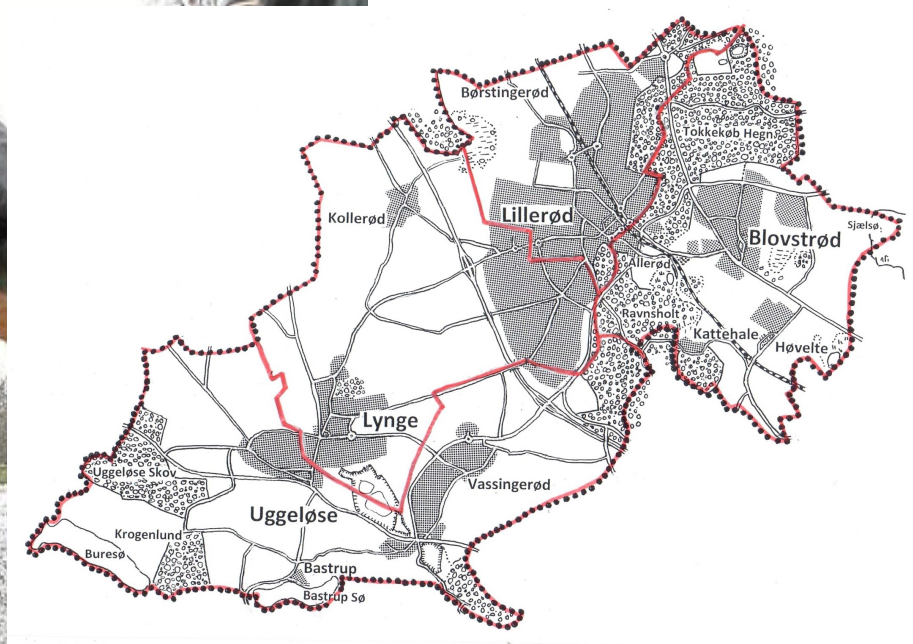 Børstingerød
Tokkekøb Hegn
Kollerød
Lillerød
Blovstrød
Sjælsø
Allerød
Ravnsholt
Kattehale
Høvelte
Lynge
Uggeløse Skov
Vassingerød
Uggeløse
Krogenlund
Buresø
Bastrup
Bastrup Sø